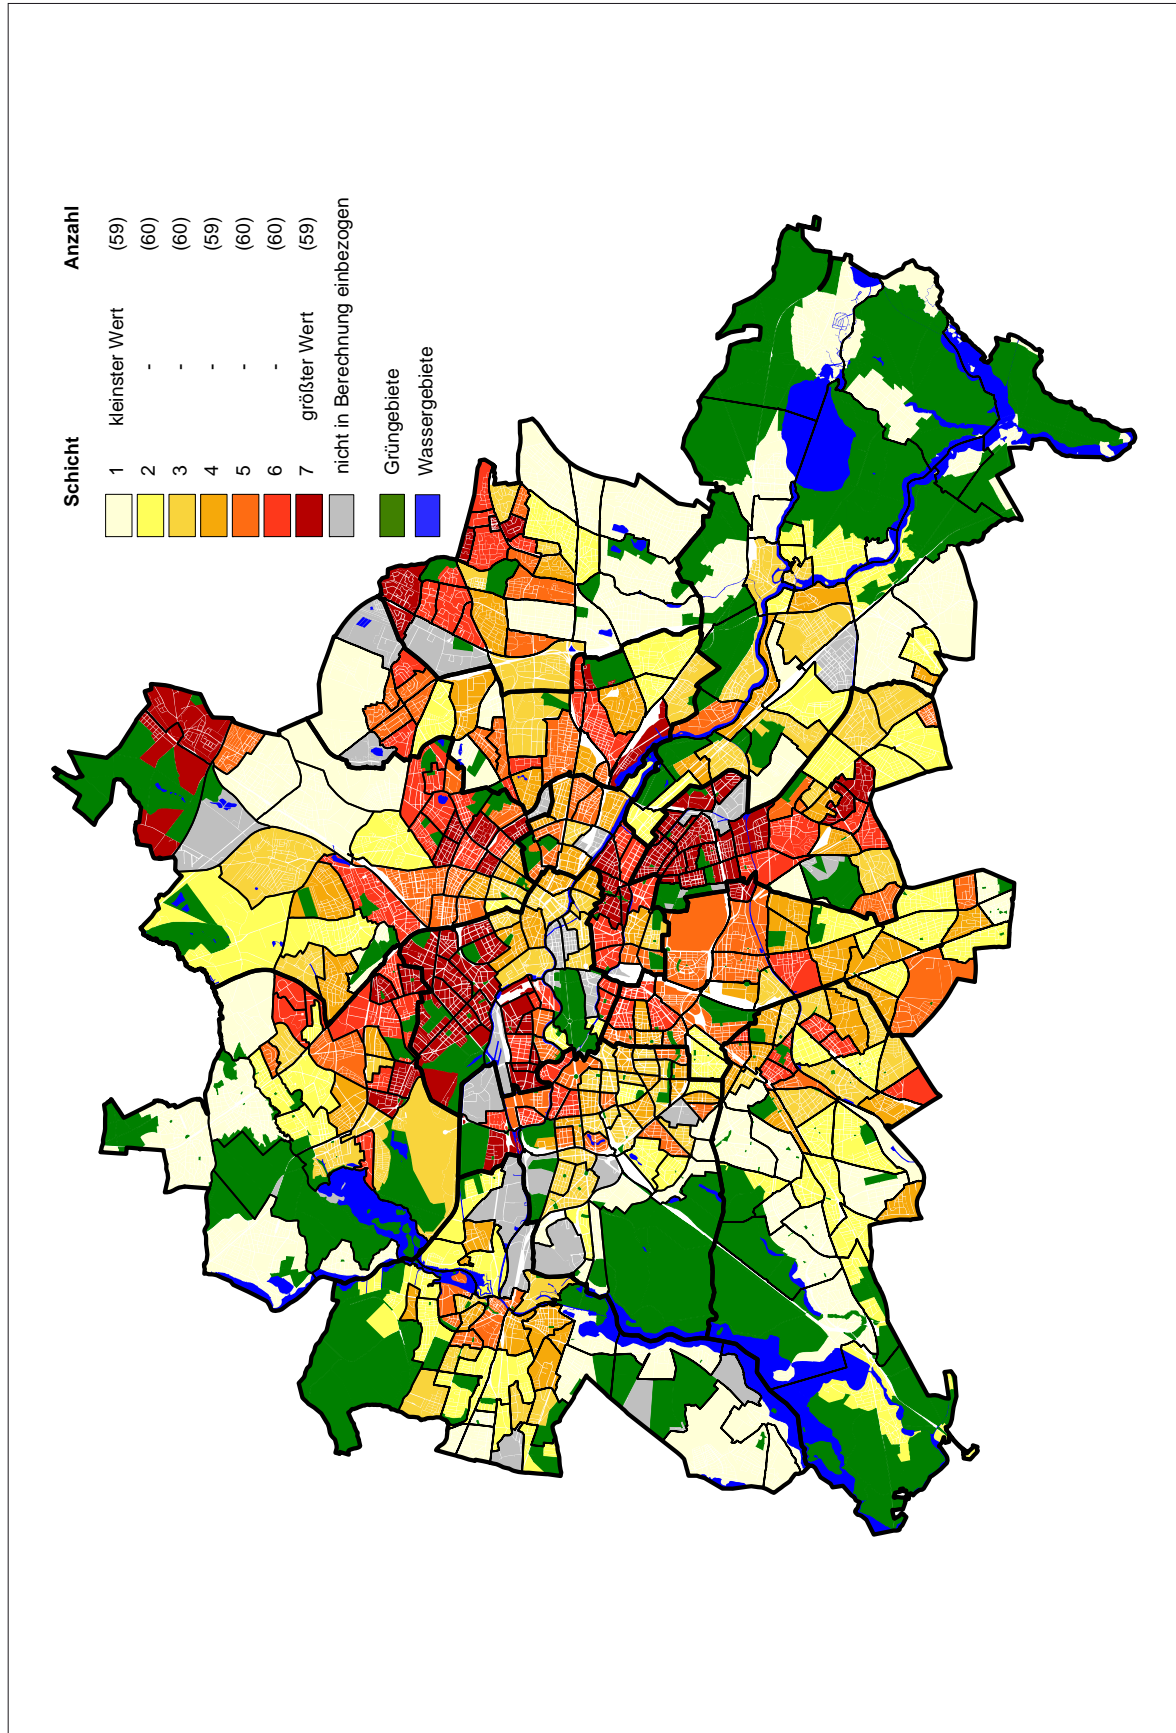 Schicht Anzahl
1 kleinster Wert (59)
2 - (60)
3 - (60)
4 - (59)
5 - (60)
6 - (60)
7 größter Wert (59)
nicht in Berechnung einbezogen
Grüngebiete
Wassergebiete